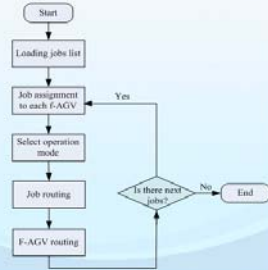 Start
Loading jobs list
Job assignment
to each f-AGV
Yes
Select operation
mode
Job routing
Is there next
jobs?
No
End
F-AGV routing